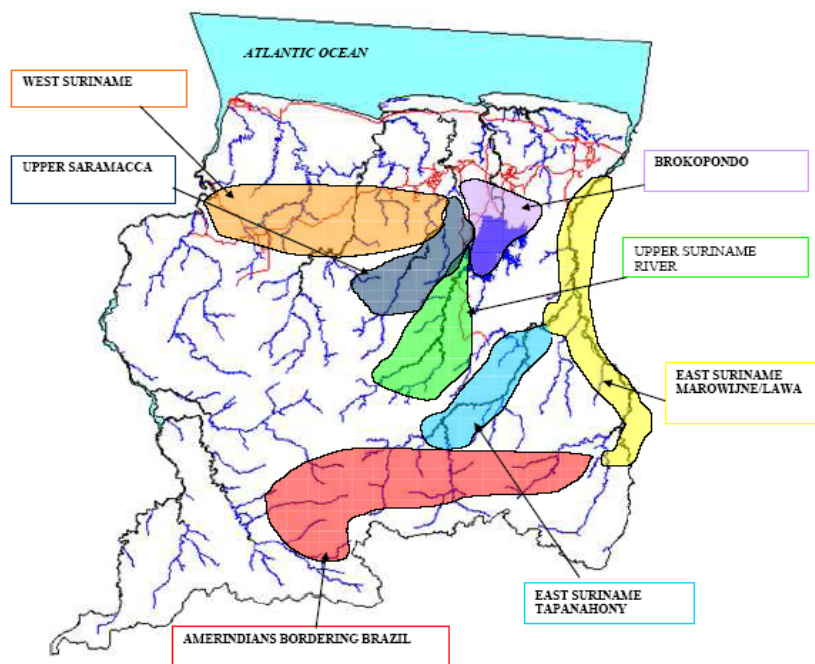 ATLANTIC OCEAN
WEST SURINAME
UPPER SARAMACCA
BROKOPONDO
UPPER SURINAME
RIVER
EAST SURINAME
MAROWIJNE/LAWA
EAST SURINAME
TAPANAHONY
AMERINDIANS BORDERING BRAZIL